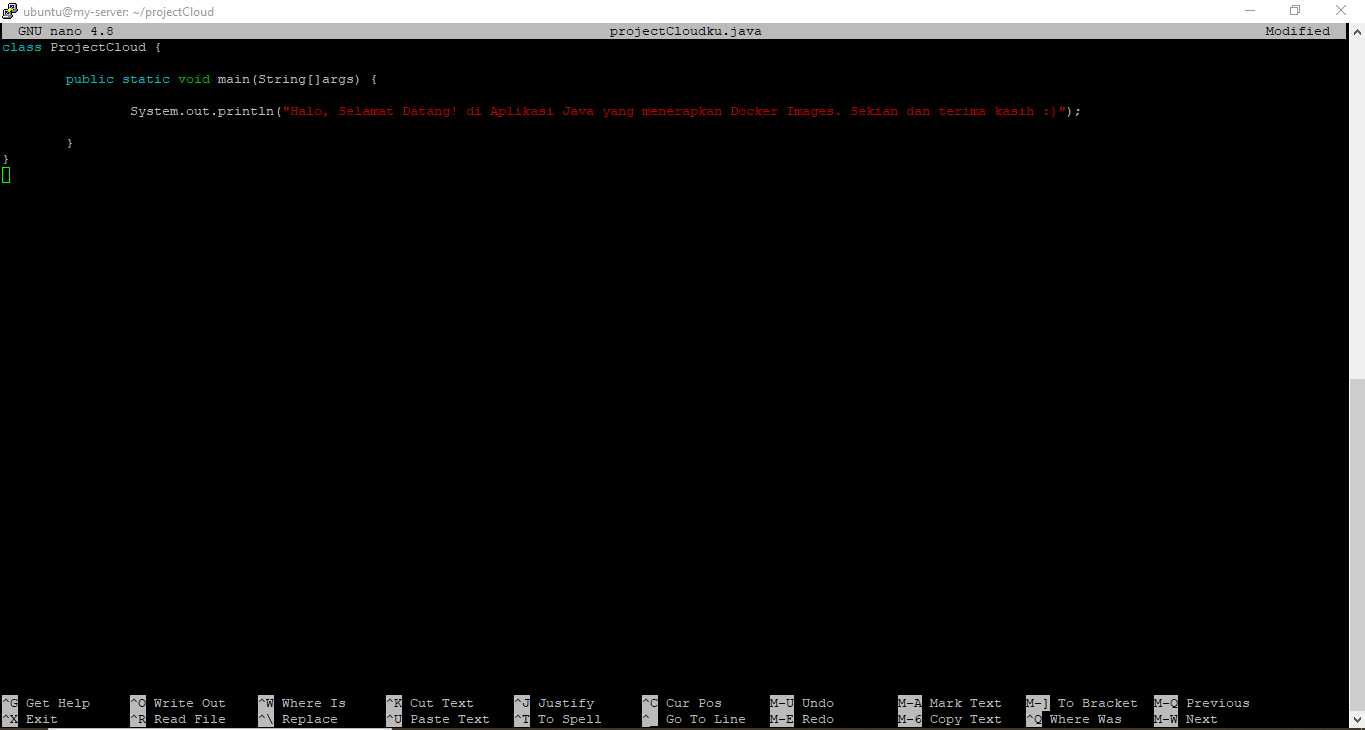 ubuntu@my-server: ~/projectCloud
GNU nano 4.8 projectCloudku.java Modified
class ProjectCloud {
public static void main(String[]args) {
System.out.println("Halo, Selamat Datang! di Aplikasi Java yang menerapkan Docker Images. Sekian dan terima kasih :)");
}
}
^G Get Help ^O Write Out ^W Where Is ^K Cut Text ^J Justify ^C Cur Pos M-U Undo M-A Mark Text M-] To Bracket M-Q Previous
^X Exit ^R Read File ^\ Replace ^U Paste Text ^T To Spell ^_ Go To Line M-E Redo M-6 Copy Text ^Q Where Was M-W Next